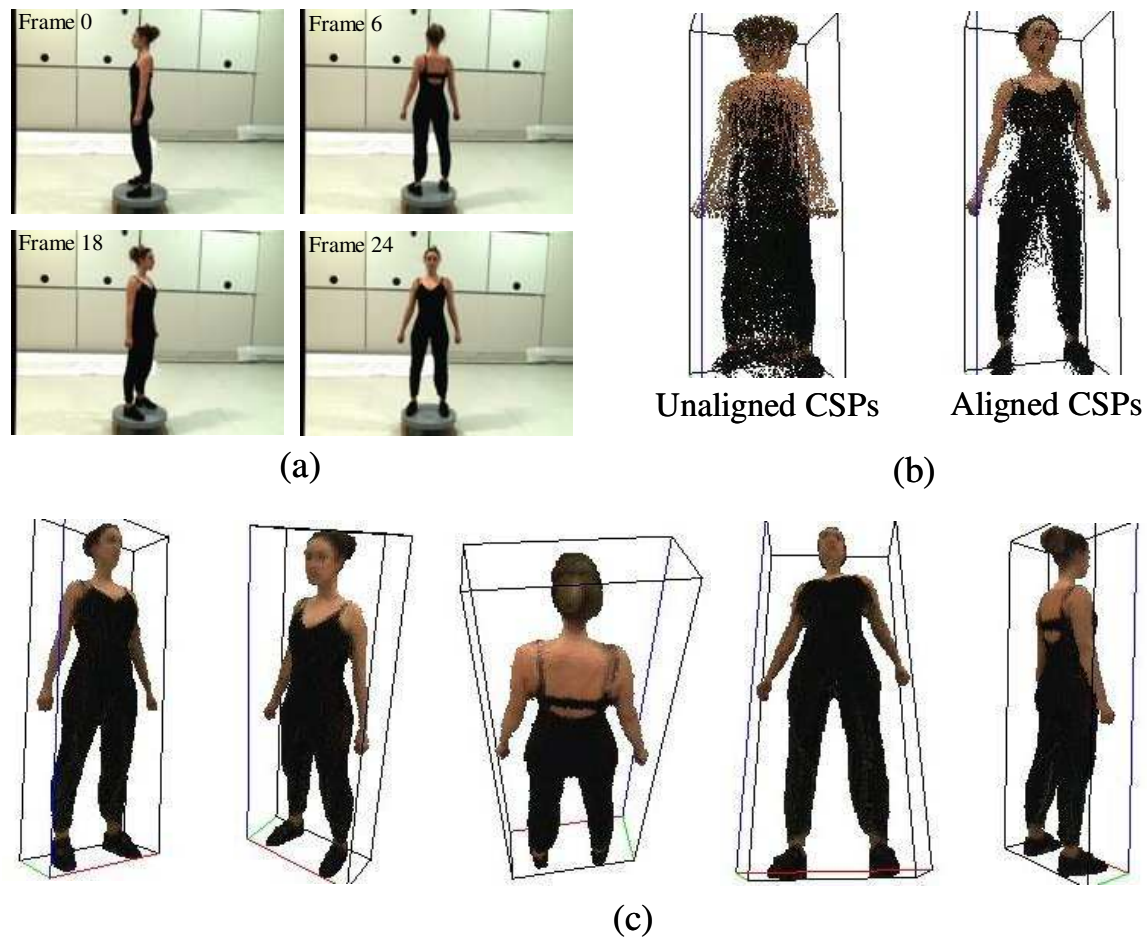 Frame 0
Frame 6
Frame 18
Frame 24
(a)
Unaligned CSPs
Aligned CSPs
(b)
(c)